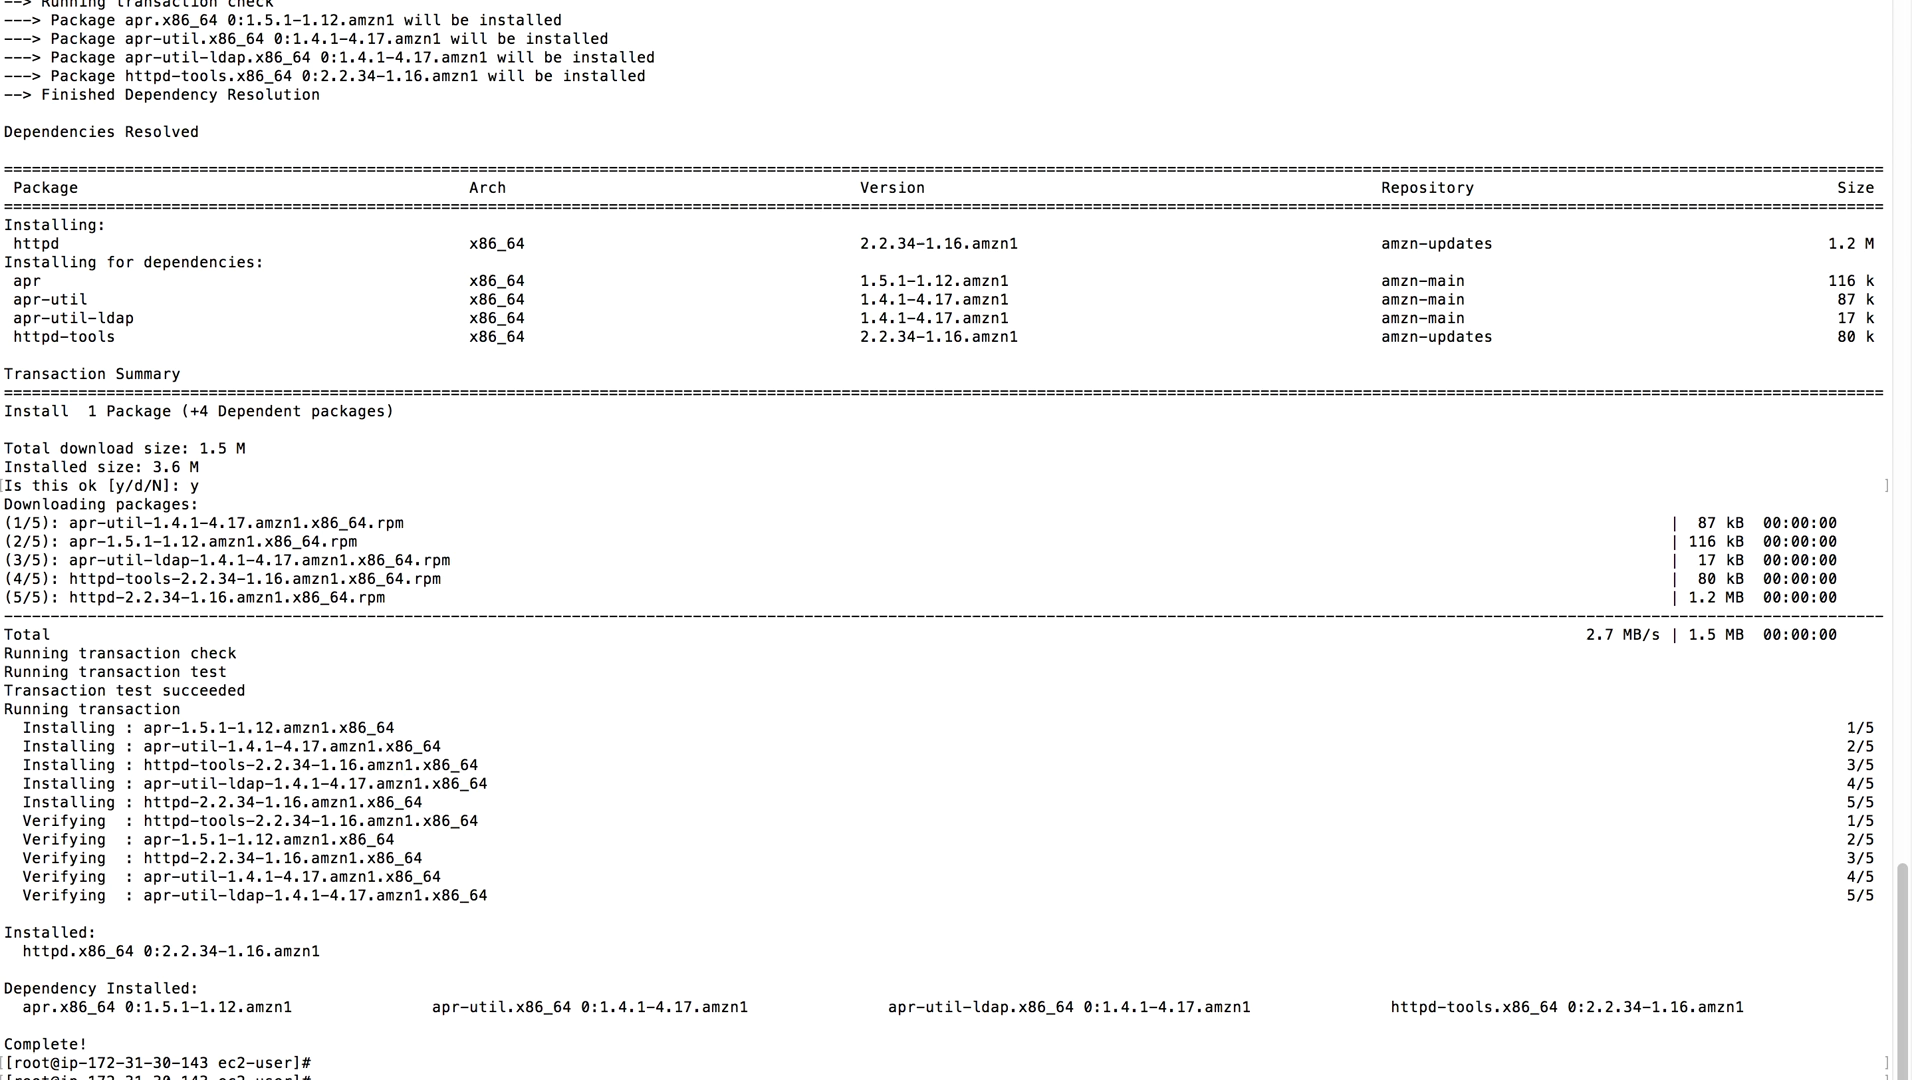 --> Running transaction check
---> Package apr.x86_64 0:1.5.1-1.12.amzn1 will be installed
---> Package apr-util.x86_64 0:1.4.1-4.17.amzn1 will be installed
---> Package apr-util-ldap.x86_64 0:1.4.1-4.17.amzn1 will be installed
---> Package httpd-tools.x86_64 0:2.2.34-1.16.amzn1 will be installed
--> Finished Dependency Resolution
Dependencies Resolved
Package Arch Version Repository Size
Installing:
httpd x86_64 2.2.34-1.16.amzn1 amzn-updates 1.2 M
Installing for dependencies:
apr x86_64 1.5.1-1.12.amzn1 amzn-main 116 k
apr-util x86_64 1.4.1-4.17.amzn1 amzn-main 87 k
apr-util-ldap x86_64 1.4.1-4.17.amzn1 amzn-main 17 k
httpd-tools x86_64 2.2.34-1.16.amzn1 amzn-updates 80 k
Transaction Summary
Install  1 Package (+4 Dependent packages)
Total download size: 1.5 M
Installed size: 3.6 M
[Is this ok [y/d/N]: y ]
Downloading packages:
(1/5): apr-util-1.4.1-4.17.amzn1.x86_64.rpm | 87 kB 00:00:00
(2/5): apr-1.5.1-1.12.amzn1.x86_64.rpm | 116 kB 00:00:00
(3/5): apr-util-ldap-1.4.1-4.17.amzn1.x86_64.rpm | 17 kB 00:00:00
(4/5): httpd-tools-2.2.34-1.16.amzn1.x86_64.rpm | 80 kB 00:00:00
(5/5): httpd-2.2.34-1.16.amzn1.x86_64.rpm | 1.2 MB 00:00:00
Total 2.7 MB/s | 1.5 MB 00:00:00
Running transaction check
Running transaction test
Transaction test succeeded
Running transaction
Installing : apr-1.5.1-1.12.amzn1.x86_64 1/5
Installing : apr-util-1.4.1-4.17.amzn1.x86_64 2/5
Installing : httpd-tools-2.2.34-1.16.amzn1.x86_64 3/5
Installing : apr-util-ldap-1.4.1-4.17.amzn1.x86_64 4/5
Installing : httpd-2.2.34-1.16.amzn1.x86_64 5/5
Verifying  : httpd-tools-2.2.34-1.16.amzn1.x86_64 1/5
Verifying  : apr-1.5.1-1.12.amzn1.x86_64 2/5
Verifying  : httpd-2.2.34-1.16.amzn1.x86_64 3/5
Verifying  : apr-util-1.4.1-4.17.amzn1.x86_64 4/5
Verifying  : apr-util-ldap-1.4.1-4.17.amzn1.x86_64 5/5
Installed:
httpd.x86_64 0:2.2.34-1.16.amzn1
Dependency Installed:
apr.x86_64 0:1.5.1-1.12.amzn1 apr-util.x86_64 0:1.4.1-4.17.amzn1 apr-util-ldap.x86_64 0:1.4.1-4.17.amzn1 httpd-tools.x86_64 0:2.2.34-1.16.amzn1
Complete!
[[root@ip-172-31-30-143 ec2-user]# ]
[[root@ip-172-31-30-143 ec2-user]# ]